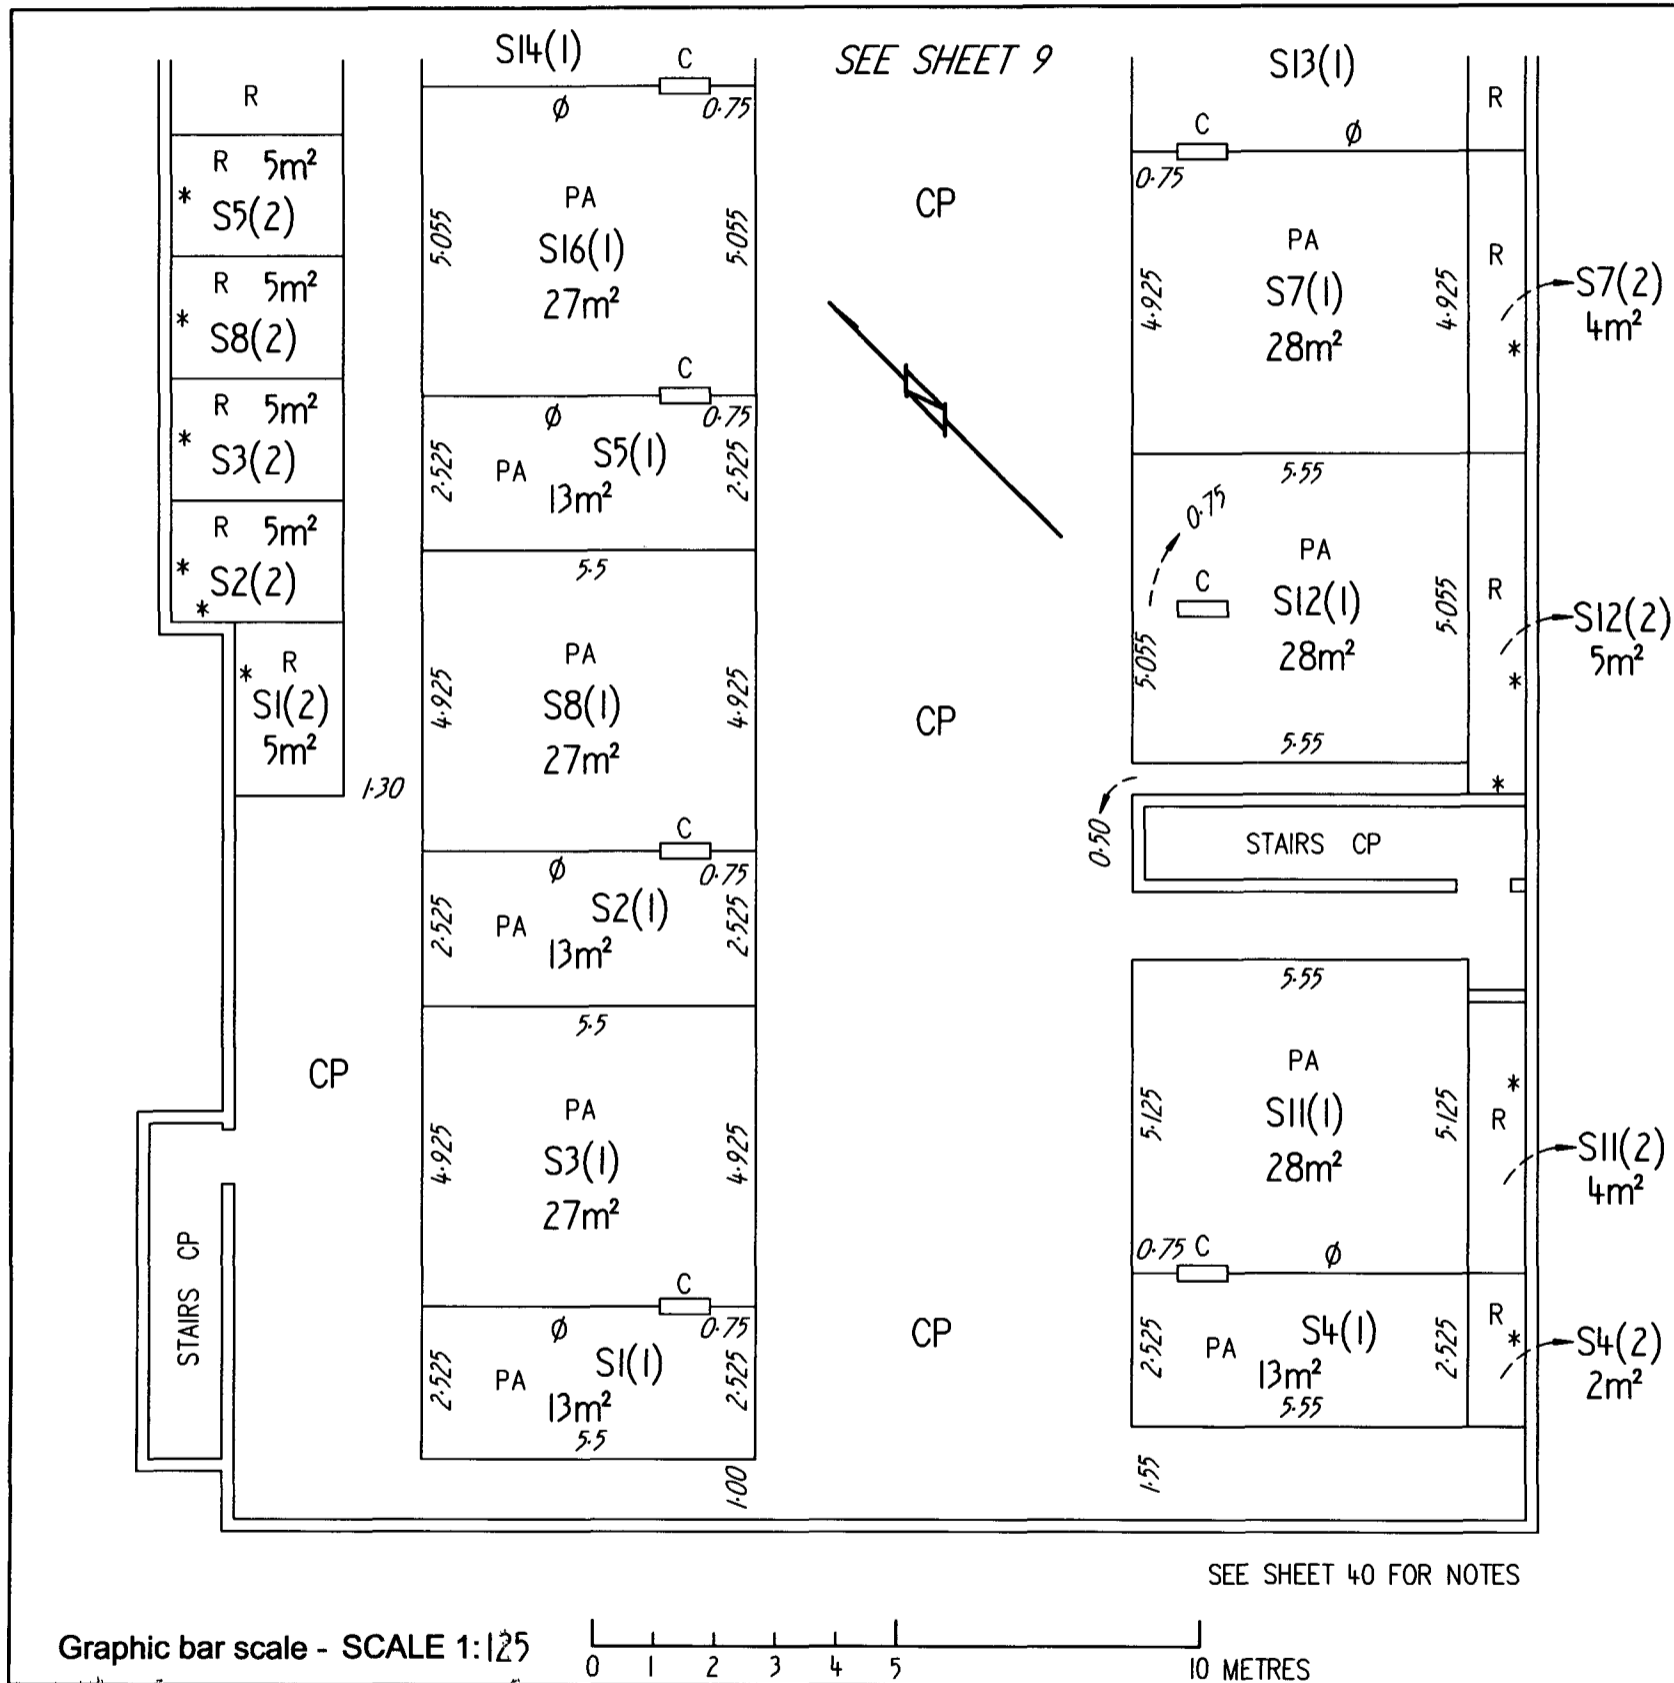 S14(1)
C
SEE SHEET 9
S13(1)
R
Ø
0.75
R
C
Ø
0.75
R 5m²
* S5(2)
PA
S16(1)
27m²
5.055
5.055
CP
PA
S7(1)
28m²
4.925
4.925
R
*
S7(2)
4m²
R 5m²
* S8(2)
C
Ø
0.75
R 5m²
* S3(2)
S5(1)
PA
13m²
2.525
2.525
5.5
5.55
0.75
R 5m²
* S2(2)
*
C
PA
S12(1)
28m²
5.055
5.055
5.55
R
*
*
S12(2)
5m²
* R
S1(2)
5m²
1.30
PA
S8(1)
27m²
4.925
4.925
CP
0.50
STAIRS CP
C
Ø
0.75
S2(1)
PA
13m²
2.525
2.525
5.5
5.55
CP
PA
S3(1)
27m²
4.925
4.925
PA
S11(1)
28m²
5.125
5.125
*
R
S11(2)
4m²
STAIRS CP
C
Ø
0.75
S1(1)
PA
13m²
2.525
2.525
5.5
1.00
CP
0.75 C
Ø
S4(1)
PA
13m²
2.525
2.525
5.55
R
*
S4(2)
2m²
1.55
SEE SHEET 40 FOR NOTES
Graphic bar scale - SCALE 1:125
0 1 2 3 4 5 10 METRES